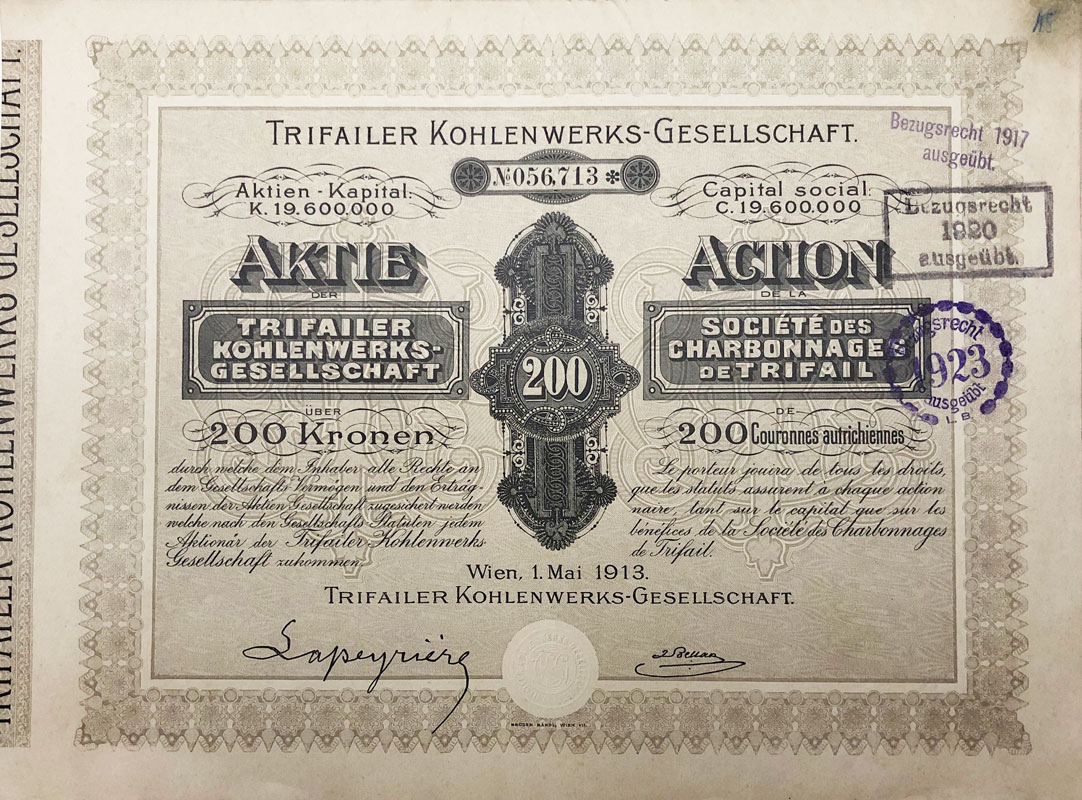 TRIFAILER KOHLENWERKS GESELLSCHAFT.
TRIFAILER KOHLENWERKS-GESELLSCHAFT.
№056,713 ✻
Aktien-Kapital:
K. 19.600.000
Capital social:
C. 19.600.000
AKTIE
DER
TRIFAILER
KOHLENWERKS-
GESELLSCHAFT
ÜBER
200 Kronen
durch welche dem Inhaber alle Rechte an
dem Gesellschafts Vermögen und den Erträg-
nissen der Aktien Gesellschaft zugesichert werden
welche nach den Gesellschafts Statuten jedem
Aktionär der Trifailer Kohlenwerks-
Gesellschaft zukommen.
200
ACTION
DE LA
SOCIÉTÉ DES
CHARBONNAGES
DE TRIFAIL
DE
200 Couronnes autrichiennes
Le porteur jouira de tous les droits,
que les statuts assurent à chaque action
naire, tant sur le capital que sur les
bénéfices de la Société des Charbonnages
de Trifail.
Wien, 1. Mai 1913.
TRIFAILER KOHLENWERKS-GESELLSCHAFT.
Lapeyrière
Bezugsrecht 1917
ausgeübt.
Bezugsrecht
1920
ausgeübt.
Bezugsrecht
1923
ausgeübt
L. B.